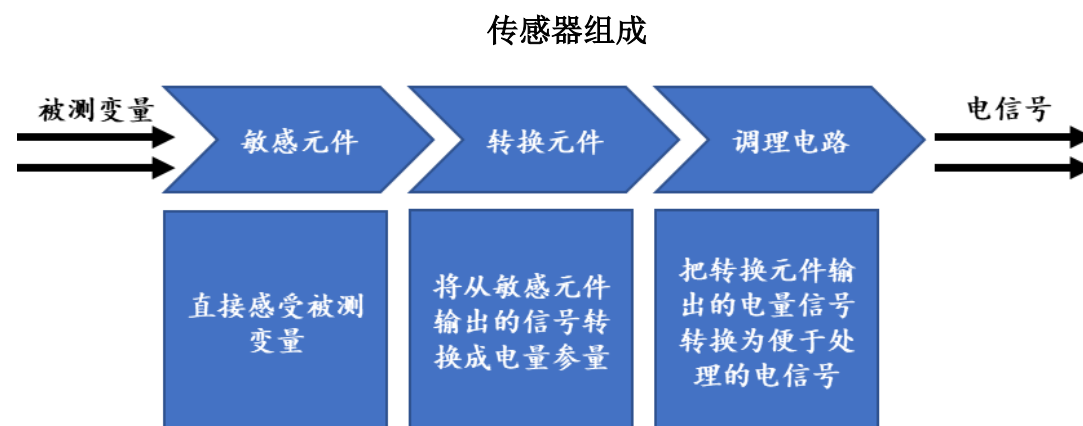 传感器组成
被测变量
敏感元件
转换元件
调理电路
电信号
直接感受被测
变量
将从敏感元件
输出的信号转
换成电量参量
把转换元件输
出的电量信号
转换为便于处
理的电信号